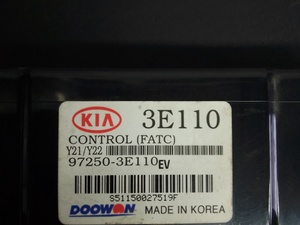 KIA 3E110
CONTROL (FATC)
Y21/Y22
97250-3E110EV
S51150827519F
DOOWON MADE IN KOREA